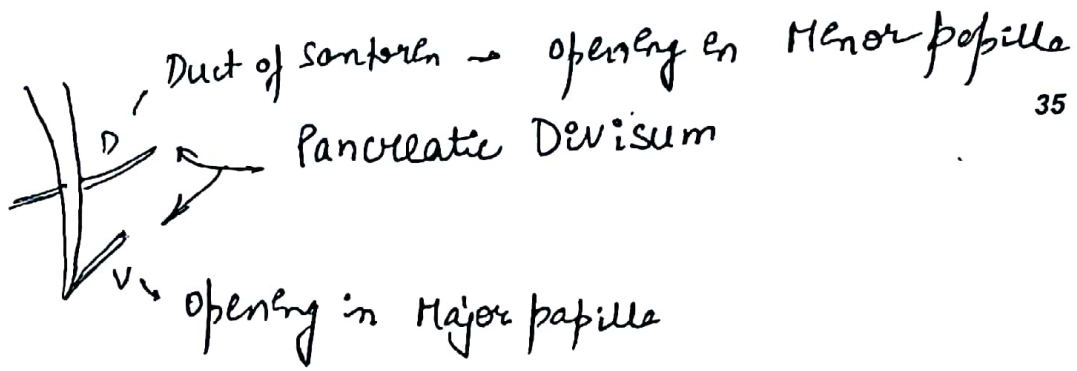 Duct of Santorin → opening in Minor papilla
35
D
Pancreatic Divisum
V
opening in Major papilla